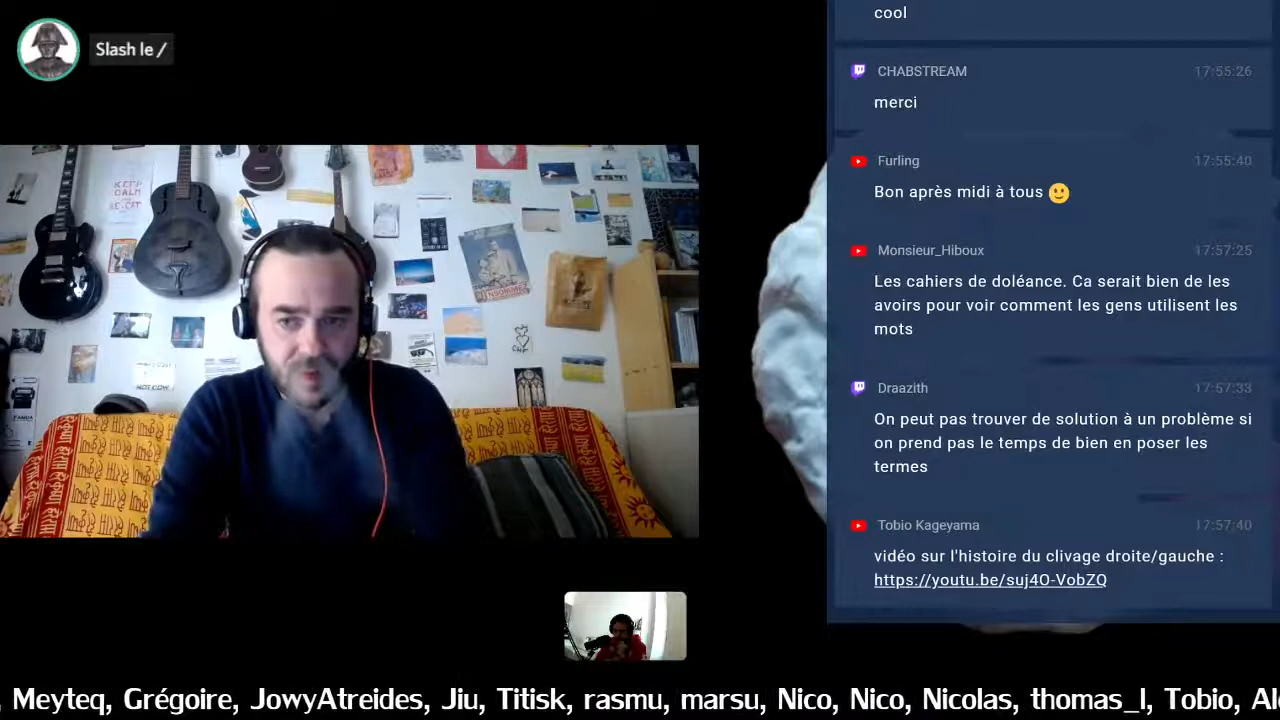 Slash le /
cool
CHABSTREAM 17:55:26
merci
Furling 17:55:40
Bon après midi à tous 🙂
Monsieur_Hiboux 17:57:25
Les cahiers de doléance. Ca serait bien de les
avoirs pour voir comment les gens utilisent les
mots
Draazith 17:57:33
On peut pas trouver de solution à un problème si
on prend pas le temps de bien en poser les
termes
Tobio Kageyama 17:57:40
vidéo sur l'histoire du clivage droite/gauche :
https://youtu.be/suj4O-VobZQ
KEEP
CALM
, Meyteq, Grégoire, JowyAtreides, Jiu, Titisk, rasmu, marsu, Nico, Nico, Nicolas, thomas_l, Tobio,